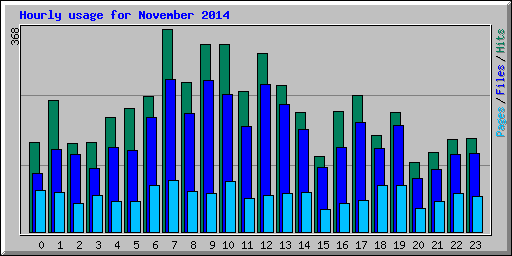 Hourly usage for November 2014
368
Pages / Files / Hits
0 1 2 3 4 5 6 7 8 9 10 11 12 13 14 15 16 17 18 19 20 21 22 23